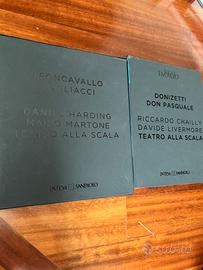 LEONCAVALLO
PAGLIACCI
DANIEL HARDING
MARIO MARTONE
TEATRO ALLA SCALA
INTESA SANPAOLO
DONIZETTI
DON PASQUALE
RICCARDO CHAILLY
DAVIDE LIVERMORE
TEATRO ALLA SCALA
INTESA SANPAOLO
subito